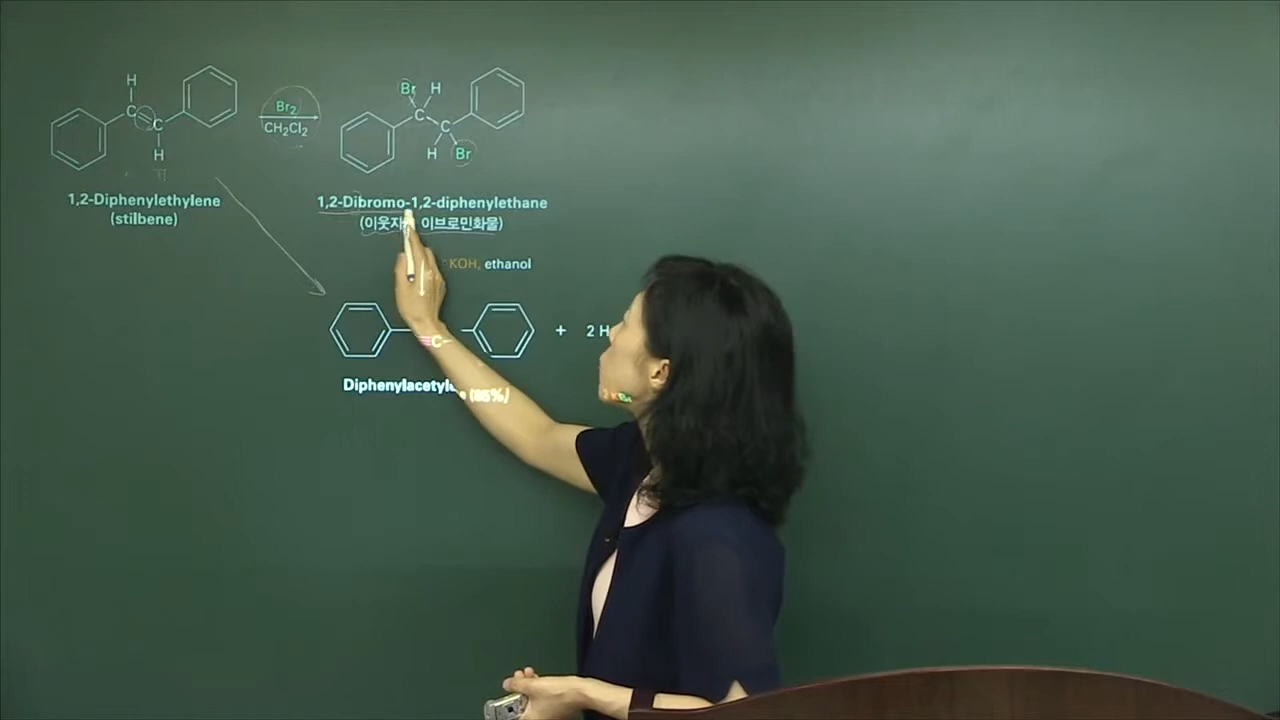 H
C
C
H
Br₂
CH₂Cl₂
Br H
C
C
H Br
1,2-Diphenylethylene
(stilbene)
1,2-Dibromo-1,2-diphenylethane
이브로민화물)
KOH, ethanol
≡C-
+ 2 H
(85%)